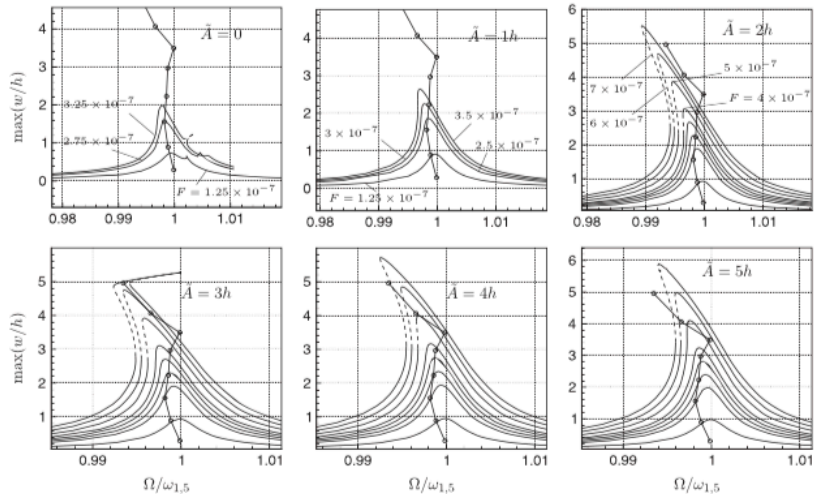 4
3
2
1
0
max(w/h)
Ã = 0
3.25 × 10⁻⁷
2.75 × 10⁻⁷
F = 1.25 × 10⁻⁷
0.98 0.99 1 1.01
4
3
2
1
0
Ã = 1h
3 × 10⁻⁷
3.5 × 10⁻⁷
2.5 × 10⁻⁷
F = 1.25 × 10⁻⁷
0.98 0.99 1 1.01
6
5
4
3
2
1
Ã = 2h
5 × 10⁻⁷
7 × 10⁻⁷
F = 4 × 10⁻⁷
6 × 10⁻⁷
0.98 0.99 1 1.01
5
4
3
2
1
max(w/h)
Ã = 3h
0.99 1 1.01
Ω/ω₁,₅
6
5
4
3
2
1
Ã = 4h
0.99 1 1.01
Ω/ω₁,₅
6
5
4
3
2
1
Ã = 5h
0.99 1 1.01
Ω/ω₁,₅